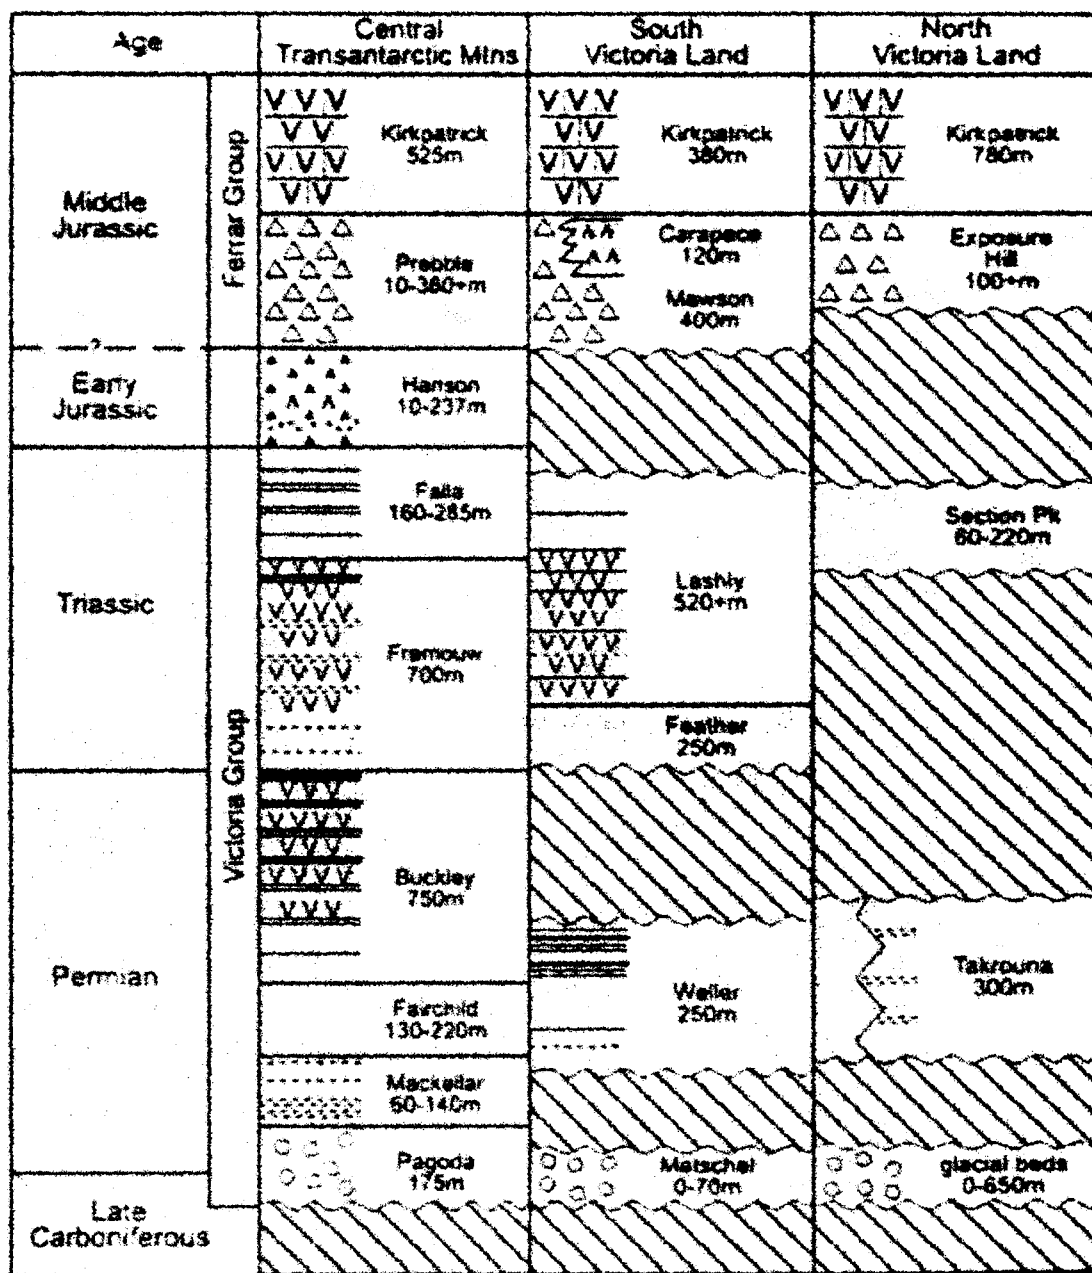 Age
Central
Transantarctic Mtns
South
Victoria Land
North
Victoria Land
Middle
Jurassic
Ferrar Group
Kirkpatrick
525m
Kirkpatrick
380m
Kirkpatrick
780m
Prebble
10-360+m
Carapace
120m
Mawson
400m
Exposure
Hill
100+m
?
Early
Jurassic
Hanson
10-237m
Triassic
Victoria Group
Falla
160-285m
Section Pk
60-220m
Lashly
520+m
Fremouw
700m
Feather
250m
Permian
Buckley
750m
Weller
250m
Takrouna
300m
Fairchild
130-220m
Mackellar
60-140m
Pagoda
175m
Metschel
0-70m
glacial beds
0-650m
Late
Carboniferous